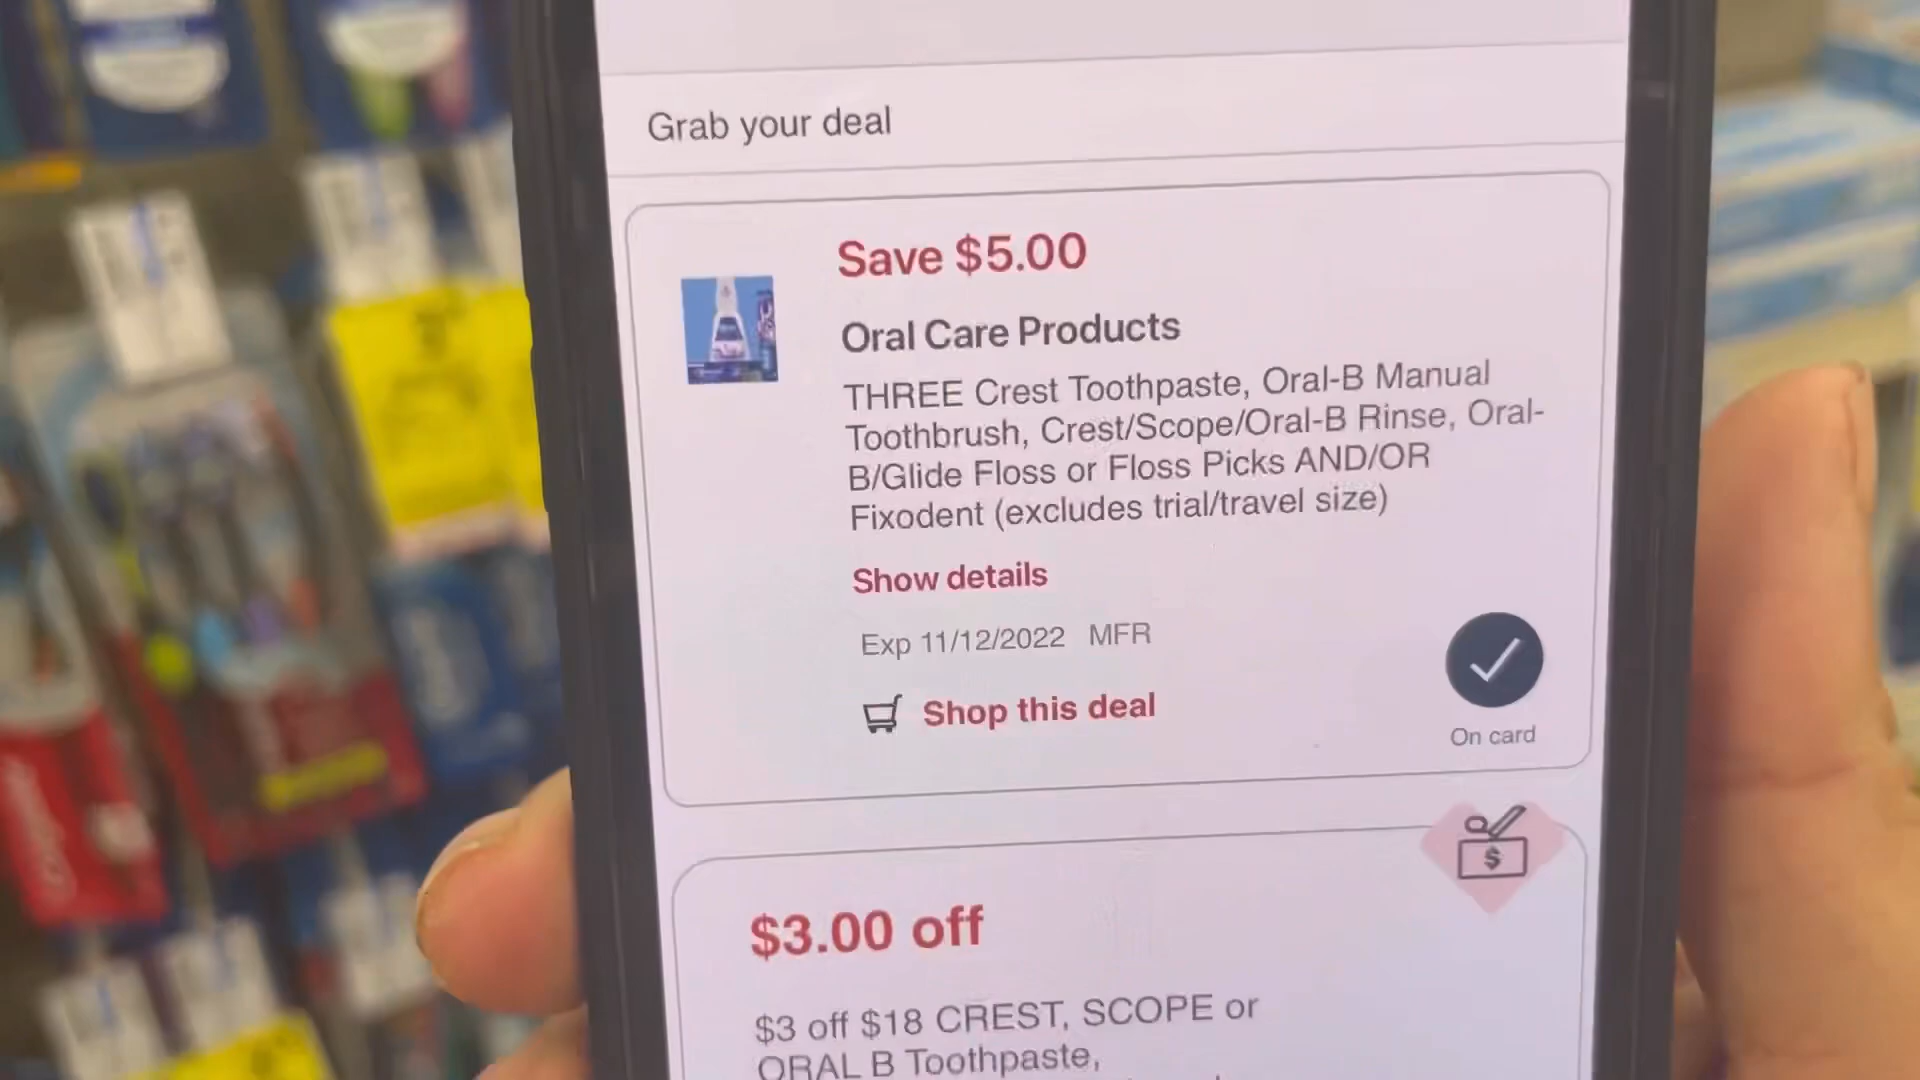 Grab your deal
Save $5.00
Oral Care Products
THREE Crest Toothpaste, Oral-B Manual
Toothbrush, Crest/Scope/Oral-B Rinse, Oral-
B/Glide Floss or Floss Picks AND/OR
Fixodent (excludes trial/travel size)
Show details
Exp 11/12/2022 MFR
Shop this deal
On card
$
$3.00 off
$3 off $18 CREST, SCOPE or
ORAL B Toothpaste,